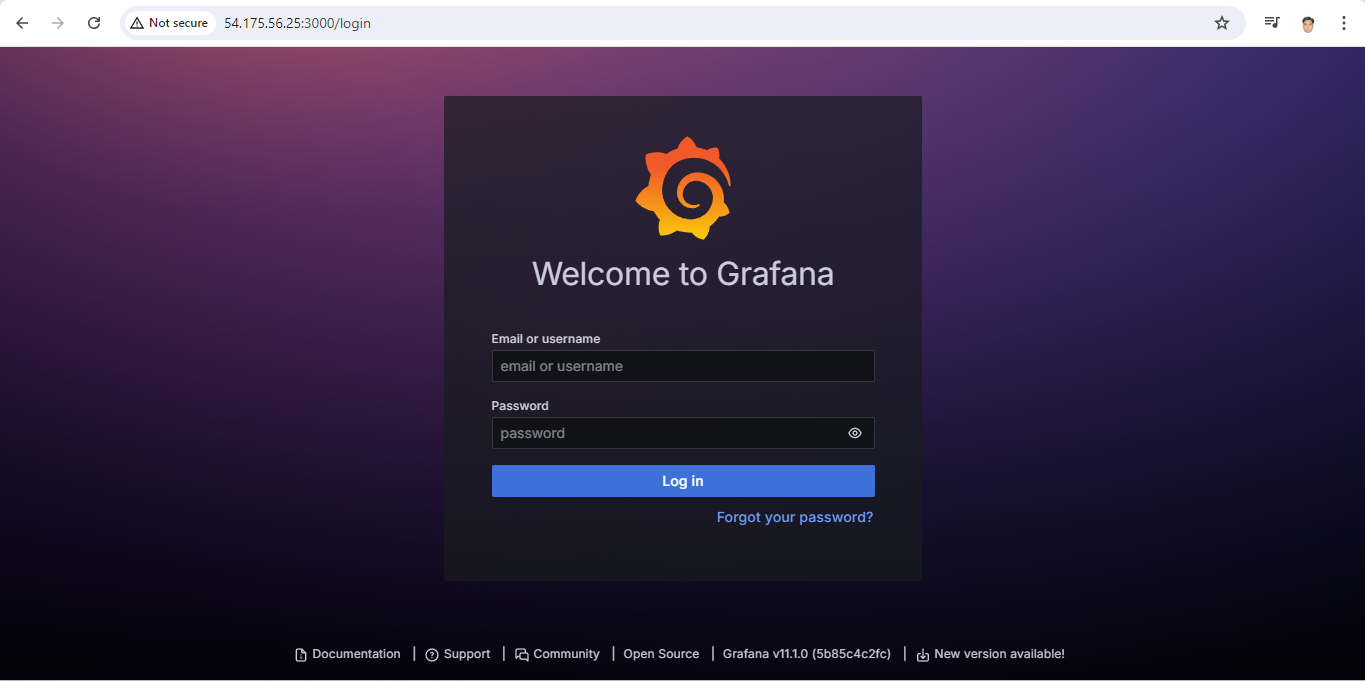 Not secure 54.175.56.25:3000/login
Welcome to Grafana
Email or username
email or username
Password
password
Log in
Forgot your password?
Documentation | Support | Community | Open Source | Grafana v11.1.0 (5b85c4c2fc) | New version available!